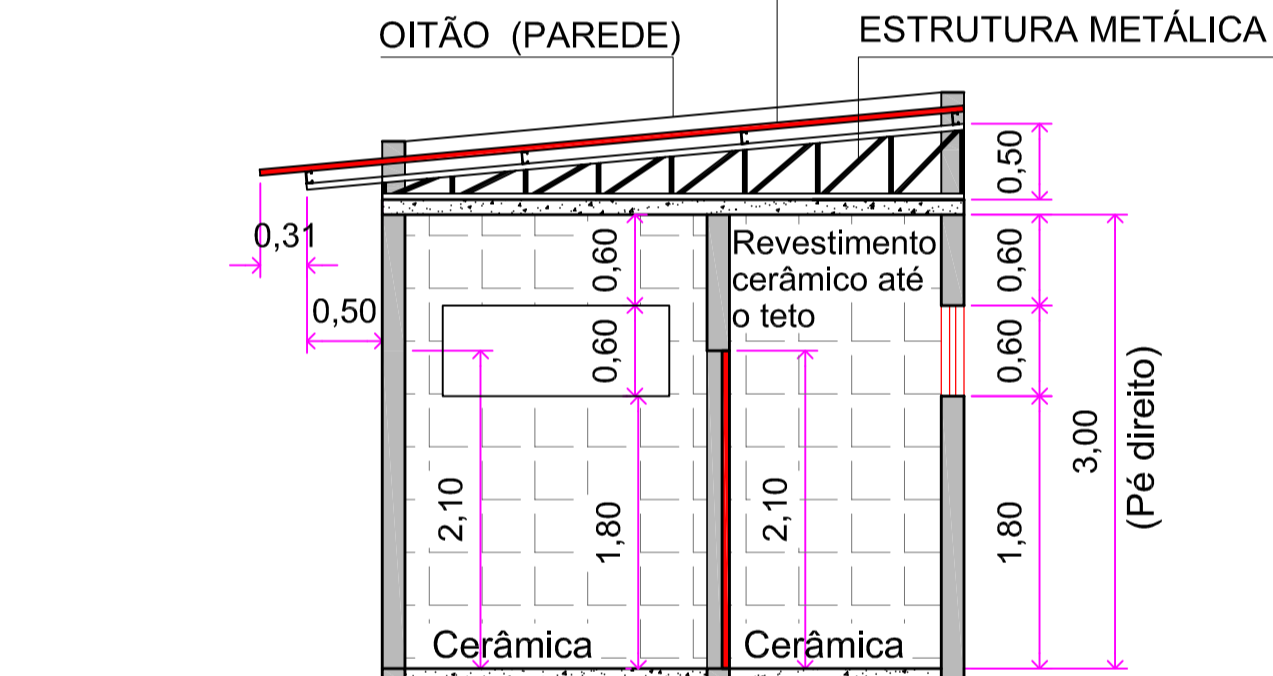 OITÃO (PAREDE)
ESTRUTURA METÁLICA
0,50
0,31
0,50
0,60
0,60
2,10
1,80
Revestimento
cerâmico até
o teto
2,10
0,60
0,60
1,80
3,00
(Pé direito)
Cerâmica
Cerâmica